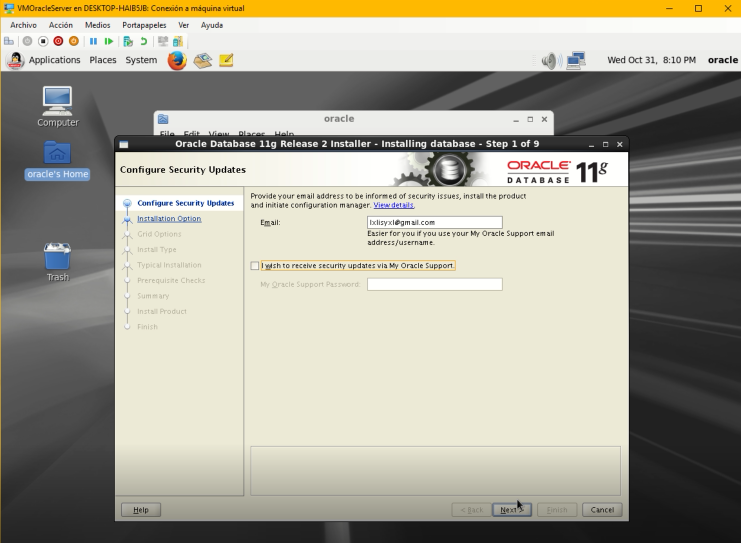 VMOracleServer en DESKTOP-HAIB5JB: Conexión a máquina virtual
Archivo Acción Medios Portapapeles Ver Ayuda
Applications Places System Wed Oct 31, 8:10 PM oracle
Computer
oracle's Home
Trash
oracle
File Edit View Places Help
Oracle Database 11g Release 2 Installer - Installing database - Step 1 of 9
Configure Security Updates
ORACLE
DATABASE 11g
Configure Security Updates
Installation Option
Grid Options
Install Type
Typical Installation
Prerequisite Checks
Summary
Install Product
Finish
Provide your email address to be informed of security issues, install the product
and initiate configuration manager. View details.
Email:
Easier for you if you use your My Oracle Support email
address/username.
I wish to receive security updates via My Oracle Support.
My Oracle Support Password:
Help < Back Next > Finish Cancel